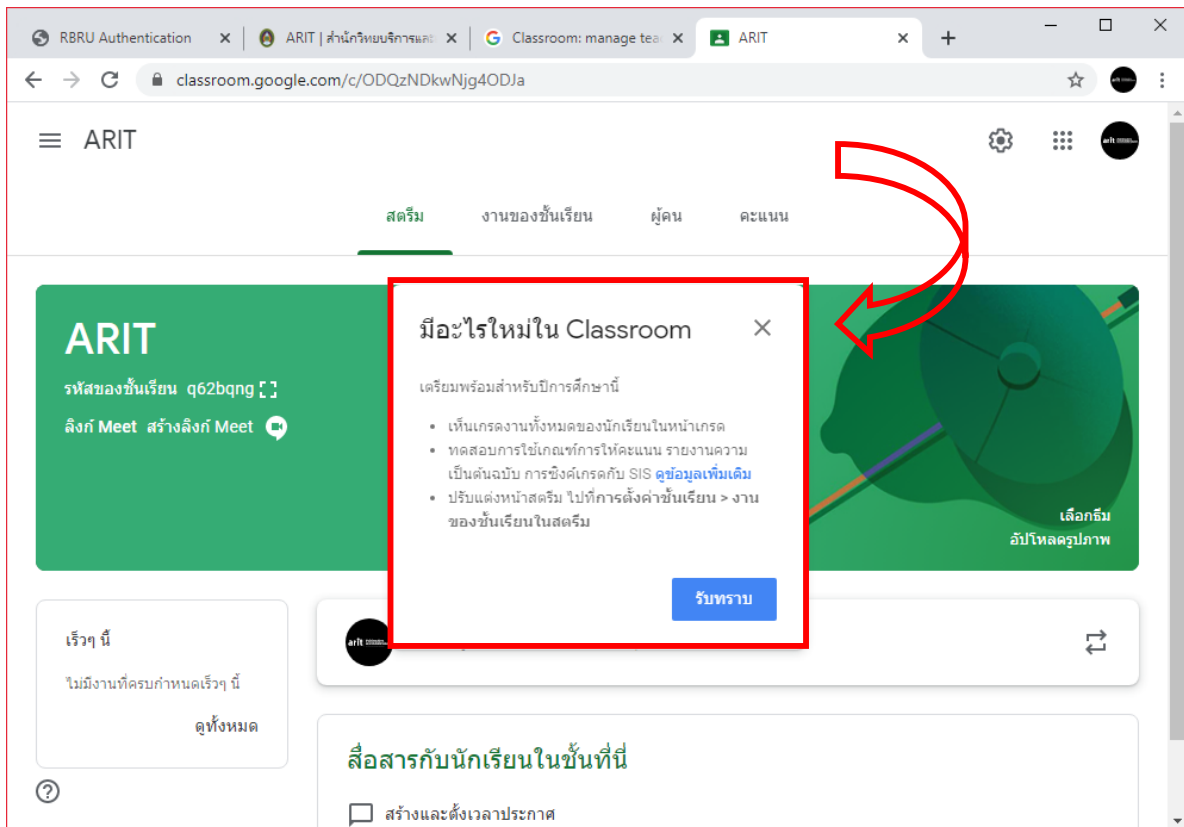 RBRU Authentication
ARIT | สำนักวิทยบริการและ
Classroom: manage tea
ARIT
classroom.google.com/c/ODQzNDkwNjg4ODJa
ARIT
สตรีม
งานของชั้นเรียน
ผู้คน
คะแนน
ARIT
รหัสของชั้นเรียน q62bqng
ลิงก์ Meet สร้างลิงก์ Meet
มีอะไรใหม่ใน Classroom
เตรียมพร้อมสำหรับปีการศึกษานี้
• เห็นเกรดงานทั้งหมดของนักเรียนในหน้าเกรด
• ทดสอบการใช้เกณฑ์การให้คะแนน รายงานความ
เป็นต้นฉบับ การซิงค์เกรดกับ SIS ดูข้อมูลเพิ่มเติม
• ปรับแต่งหน้าสตรีม ไปที่การตั้งค่าชั้นเรียน > งาน
ของชั้นเรียนในสตรีม
รับทราบ
เลือกธีม
อัปโหลดรูปภาพ
เร็วๆ นี้
ไม่มีงานที่ครบกำหนดเร็วๆ นี้
ดูทั้งหมด
arit
สื่อสารกับนักเรียนในชั้นที่นี่
สร้างและตั้งเวลาประกาศ